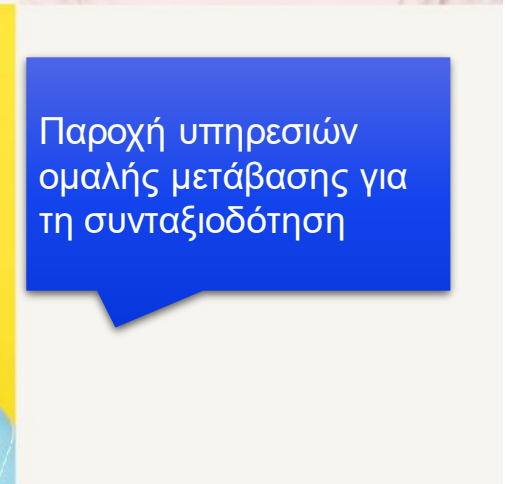 Παροχή υπηρεσιών
ομαλής μετάβασης για
τη συνταξιοδότηση